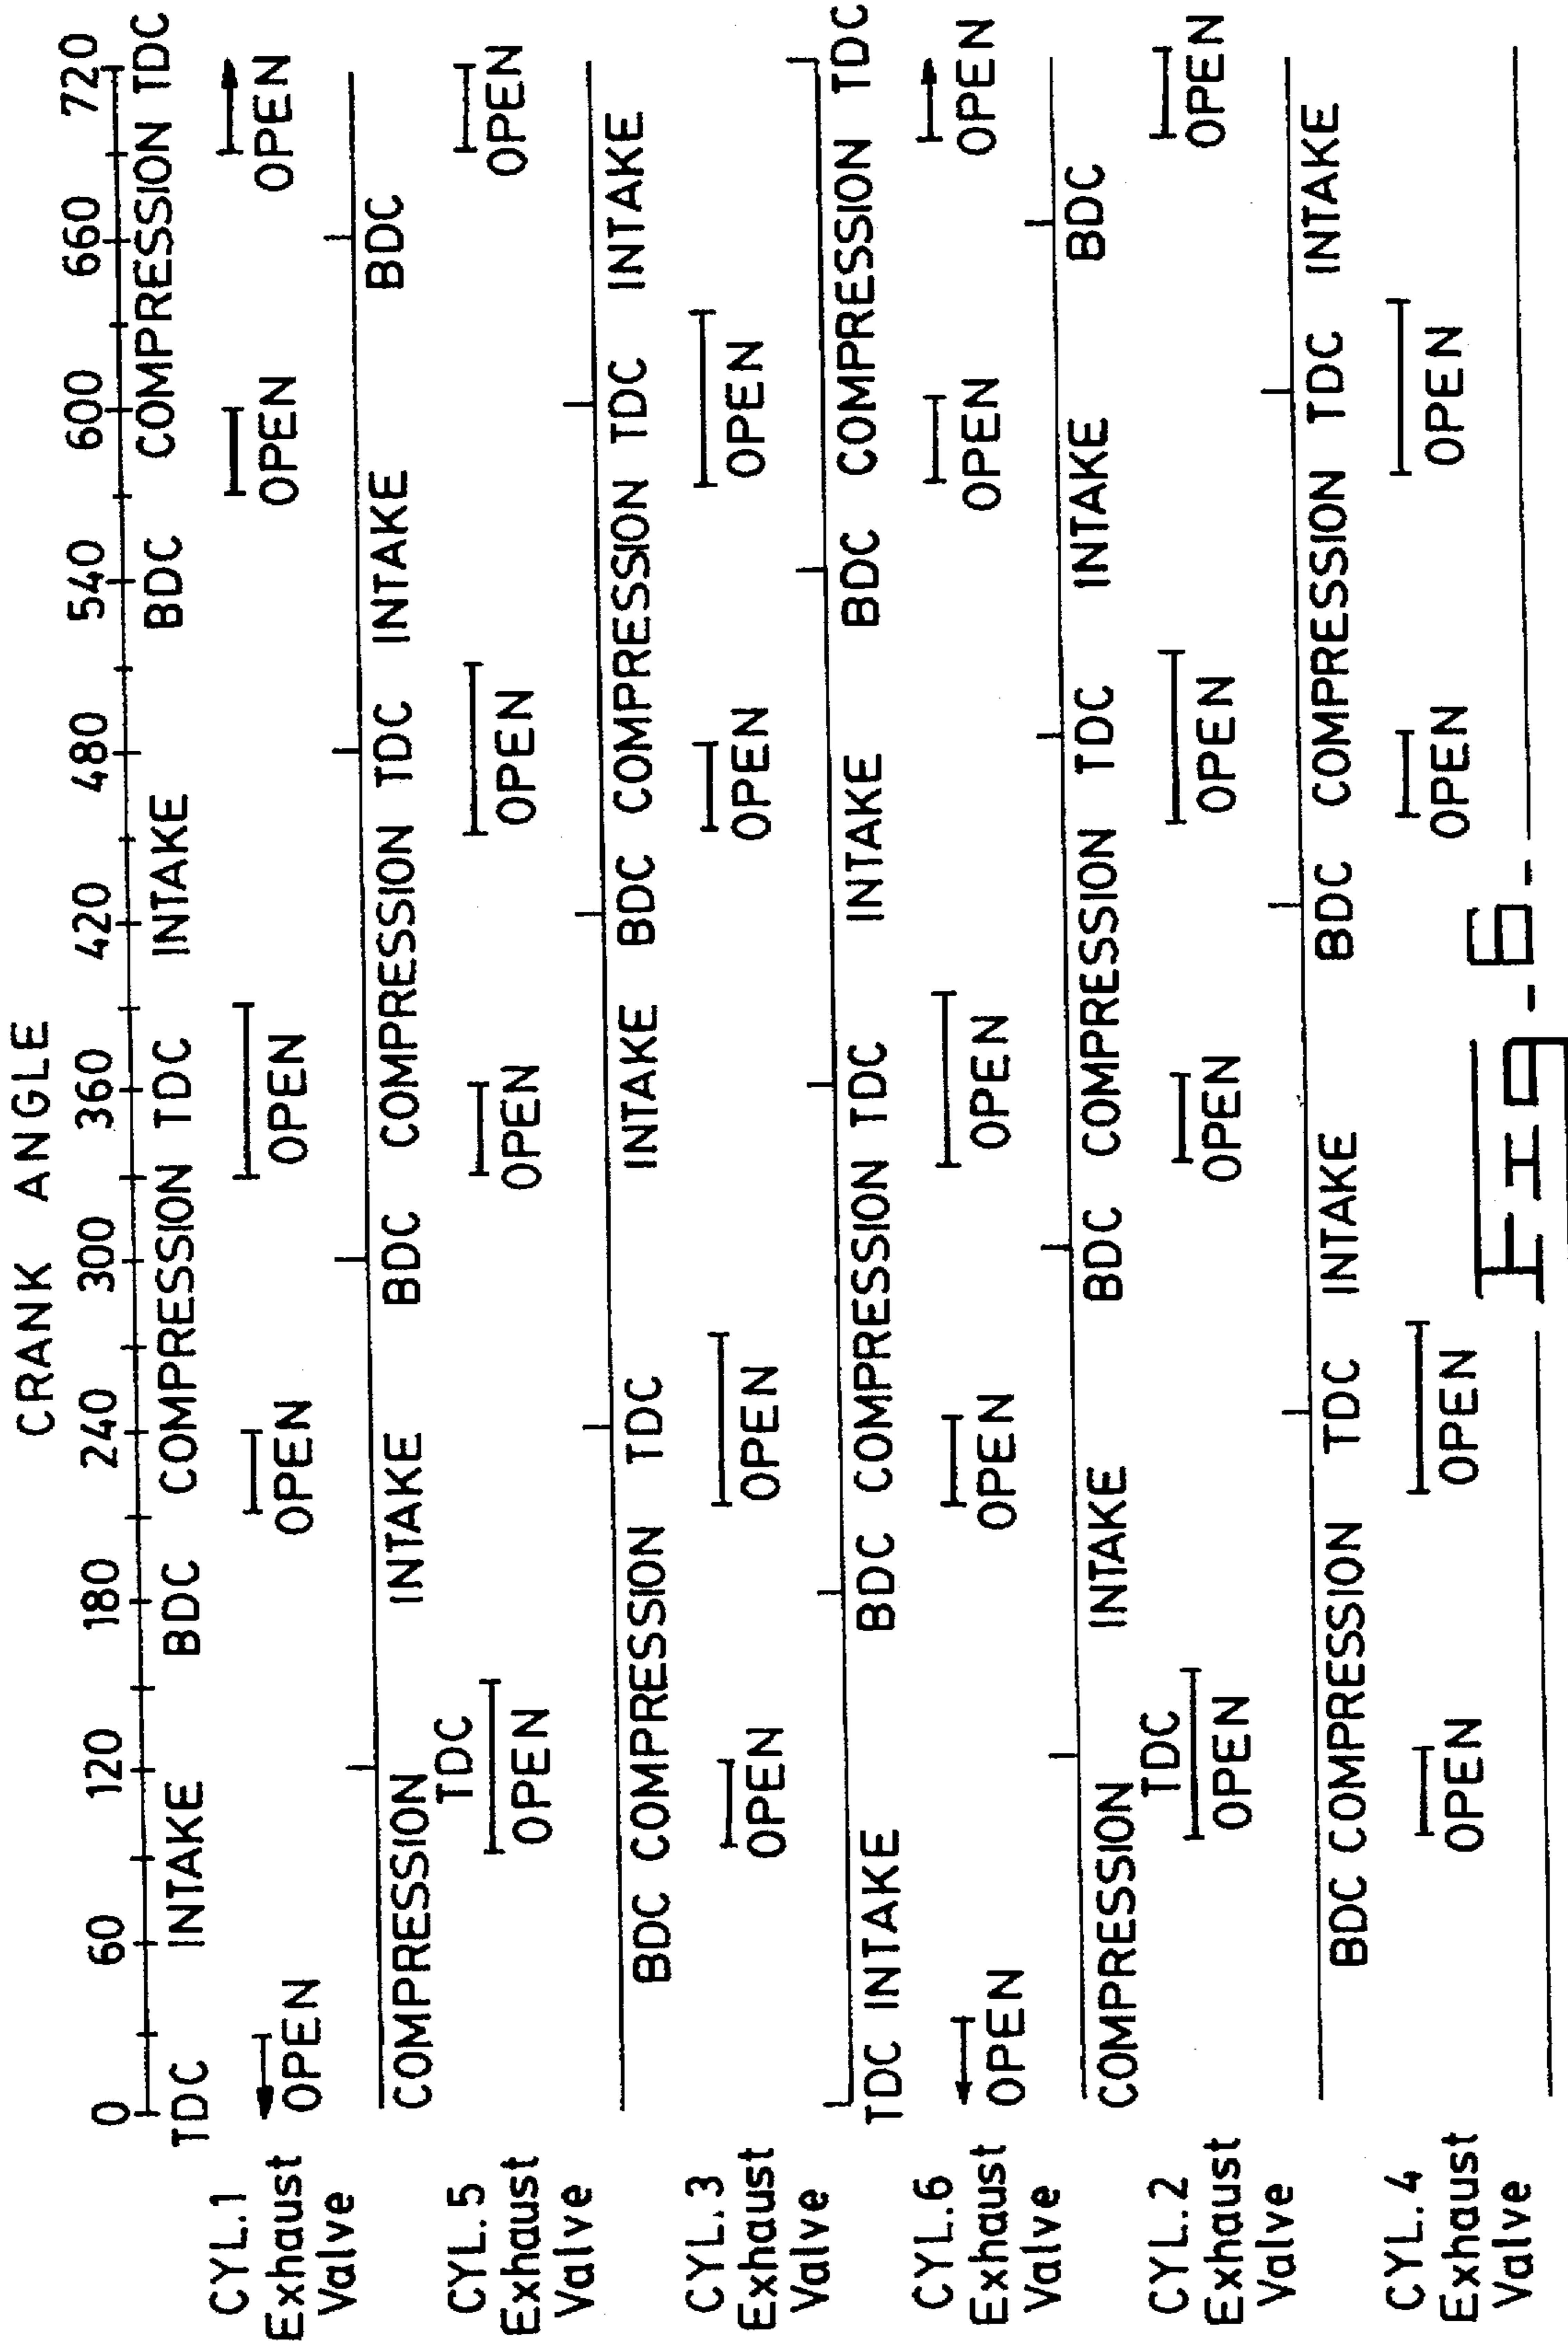 CRANK ANGLE
0 60 120 180 240 300 360 420 480 540 600 660 720
TDC INTAKE BDC COMPRESSION TDC INTAKE BDC COMPRESSION TDC
CYL.1
Exhaust
Valve
OPEN OPEN OPEN OPEN OPEN
COMPRESSION TDC INTAKE BDC COMPRESSION TDC INTAKE BDC
CYL.5
Exhaust
Valve
OPEN OPEN OPEN OPEN
BDC COMPRESSION TDC INTAKE BDC COMPRESSION TDC INTAKE
CYL.3
Exhaust
Valve
OPEN OPEN OPEN OPEN
TDC INTAKE BDC COMPRESSION TDC INTAKE BDC COMPRESSION TDC
CYL.6
Exhaust
Valve
OPEN OPEN OPEN OPEN OPEN
COMPRESSION TDC INTAKE BDC COMPRESSION TDC INTAKE BDC
CYL.2
Exhaust
Valve
OPEN OPEN OPEN OPEN
BDC COMPRESSION TDC INTAKE BDC COMPRESSION TDC INTAKE
CYL.4
Exhaust
Valve
OPEN OPEN OPEN OPEN
Fig-6-